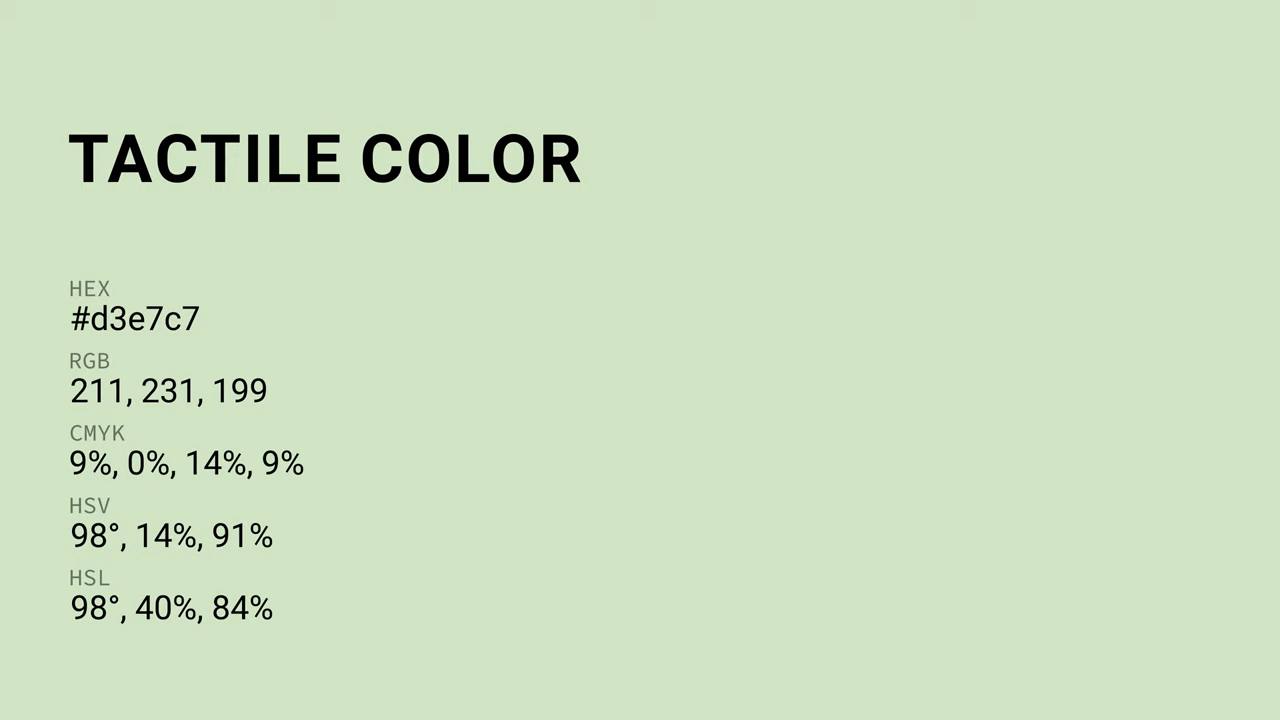 TACTILE COLOR
HEX
#d3e7c7
RGB
211, 231, 199
CMYK
9%, 0%, 14%, 9%
HSV
98°, 14%, 91%
HSL
98°, 40%, 84%